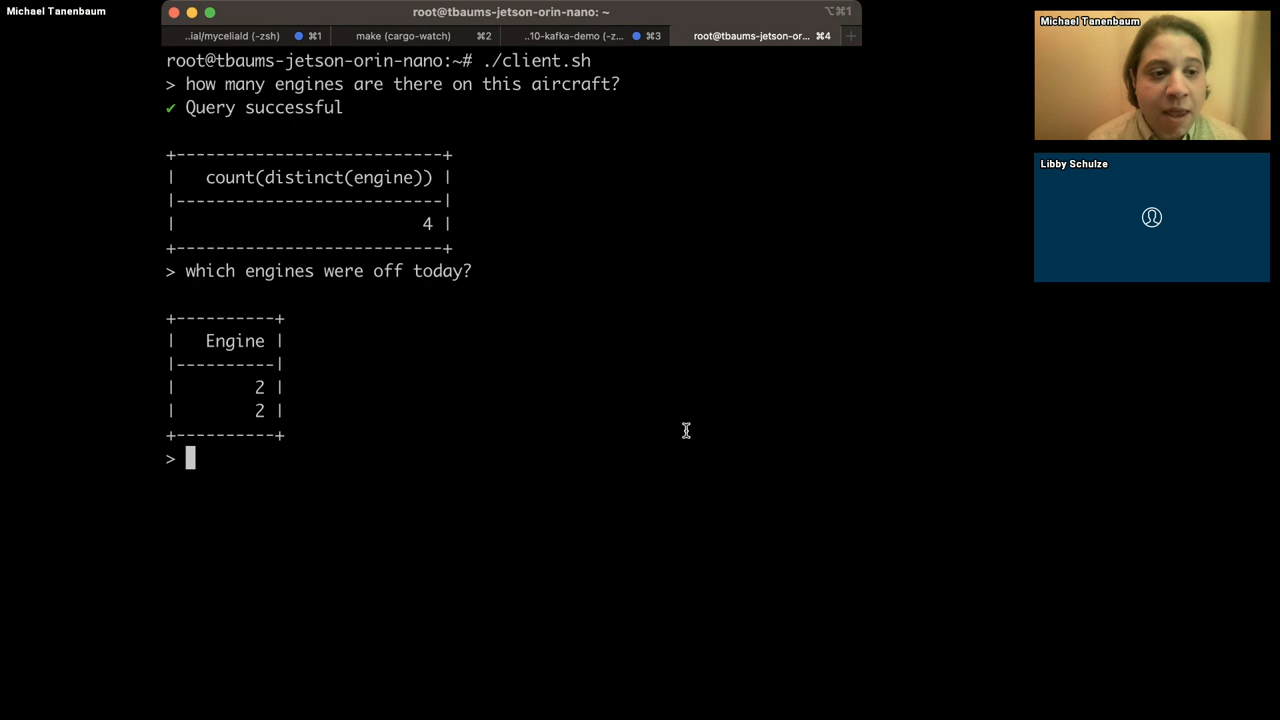 Michael Tanenbaum
root@tbaums-jetson-orin-nano: ~
⌥⌘1
..ial/myceliald (-zsh) ⌘1
make (cargo-watch) ⌘2
..10-kafka-demo (-z... ⌘3
root@tbaums-jetson-or... ⌘4
+
root@tbaums-jetson-orin-nano:~# ./client.sh
> how many engines are there on this aircraft?
✔ Query successful
+---------------------------+
| count(distinct(engine)) |
|---------------------------|
| 4 |
+---------------------------+
> which engines were off today?
+----------+
| Engine |
|----------|
| 2 |
| 2 |
+----------+
>
Michael Tanenbaum
Libby Schulze